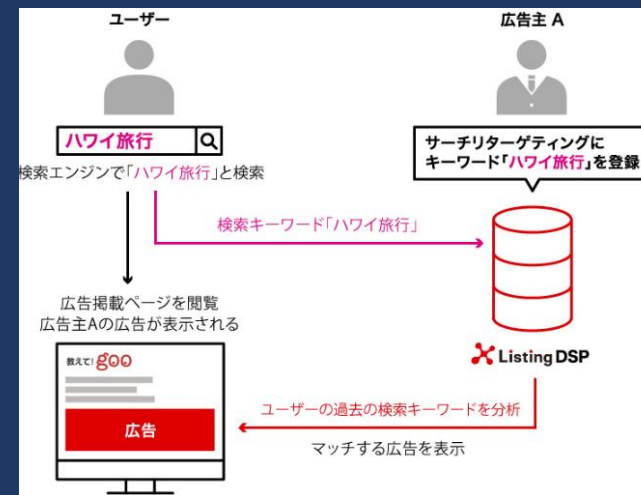 ユーザー
広告主 A
ハワイ旅行
検索エンジンで「ハワイ旅行」と検索
サーチリターゲティングに
キーワード「ハワイ旅行」を登録
検索キーワード「ハワイ旅行」
広告掲載ページを閲覧
広告主Aの広告が表示される
Listing DSP
教えて!goo
広告
ユーザーの過去の検索キーワードを分析
マッチする広告を表示